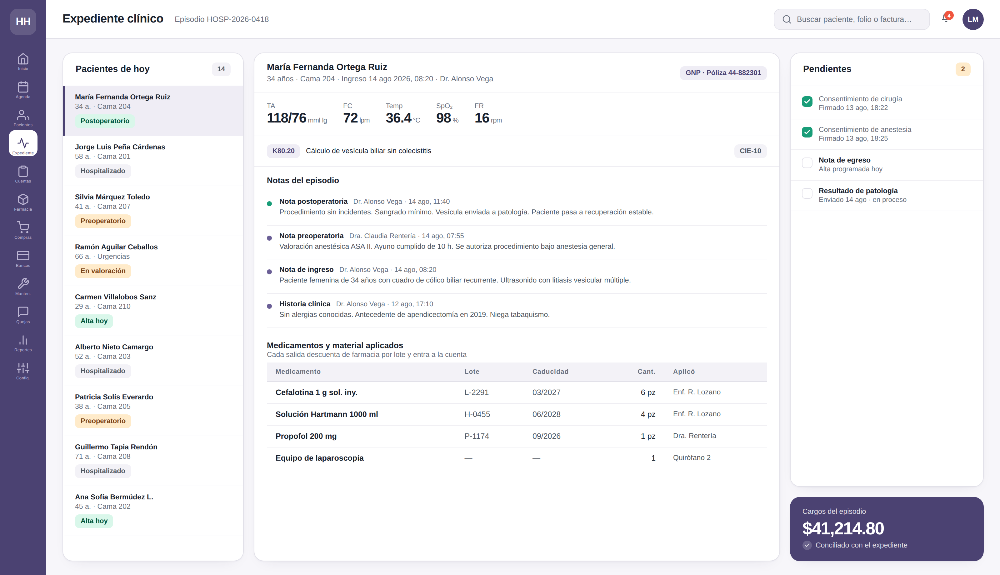 HH
Inicio
Agenda
Pacientes
Expediente
Cuentas
Farmacia
Compras
Bancos
Manten.
Quejas
Reportes
Config.
Expediente clínico Episodio HOSP-2026-0418
Buscar paciente, folio o factura…
4
LM
Pacientes de hoy 14
María Fernanda Ortega Ruiz
34 a. · Cama 204
Postoperatorio
Jorge Luis Peña Cárdenas
58 a. · Cama 201
Hospitalizado
Silvia Márquez Toledo
41 a. · Cama 207
Preoperatorio
Ramón Aguilar Ceballos
66 a. · Urgencias
En valoración
Carmen Villalobos Sanz
29 a. · Cama 210
Alta hoy
Alberto Nieto Camargo
52 a. · Cama 203
Hospitalizado
Patricia Solís Everardo
38 a. · Cama 205
Preoperatorio
Guillermo Tapia Rendón
71 a. · Cama 208
Hospitalizado
Ana Sofía Bermúdez L.
45 a. · Cama 202
Alta hoy
María Fernanda Ortega Ruiz
34 años · Cama 204 · Ingreso 14 ago 2026, 08:20 · Dr. Alonso Vega
GNP · Póliza 44-882301
TA FC Temp SpO₂ FR
118/76 mmHg 72 lpm 36.4 °C 98 % 16 rpm
K80.20 Cálculo de vesícula biliar sin colecistitis CIE-10
Notas del episodio
Nota postoperatoria Dr. Alonso Vega · 14 ago, 11:40
Procedimiento sin incidentes. Sangrado mínimo. Vesícula enviada a patología. Paciente pasa a recuperación estable.
Nota preoperatoria Dra. Claudia Rentería · 14 ago, 07:55
Valoración anestésica ASA II. Ayuno cumplido de 10 h. Se autoriza procedimiento bajo anestesia general.
Nota de ingreso Dr. Alonso Vega · 14 ago, 08:20
Paciente femenina de 34 años con cuadro de cólico biliar recurrente. Ultrasonido con litiasis vesicular múltiple.
Historia clínica Dr. Alonso Vega · 12 ago, 17:10
Sin alergias conocidas. Antecedente de apendicectomía en 2019. Niega tabaquismo.
Medicamentos y material aplicados
Cada salida descuenta de farmacia por lote y entra a la cuenta
Medicamento Lote Caducidad Cant. Aplicó
Cefalotina 1 g sol. iny. L-2291 03/2027 6 pz Enf. R. Lozano
Solución Hartmann 1000 ml H-0455 06/2028 4 pz Enf. R. Lozano
Propofol 200 mg P-1174 09/2026 1 pz Dra. Rentería
Equipo de laparoscopía — — 1 Quirófano 2
Pendientes 2
Consentimiento de cirugía
Firmado 13 ago, 18:22
Consentimiento de anestesia
Firmado 13 ago, 18:25
Nota de egreso
Alta programada hoy
Resultado de patología
Enviado 14 ago · en proceso
Cargos del episodio
$41,214.80
Conciliado con el expediente